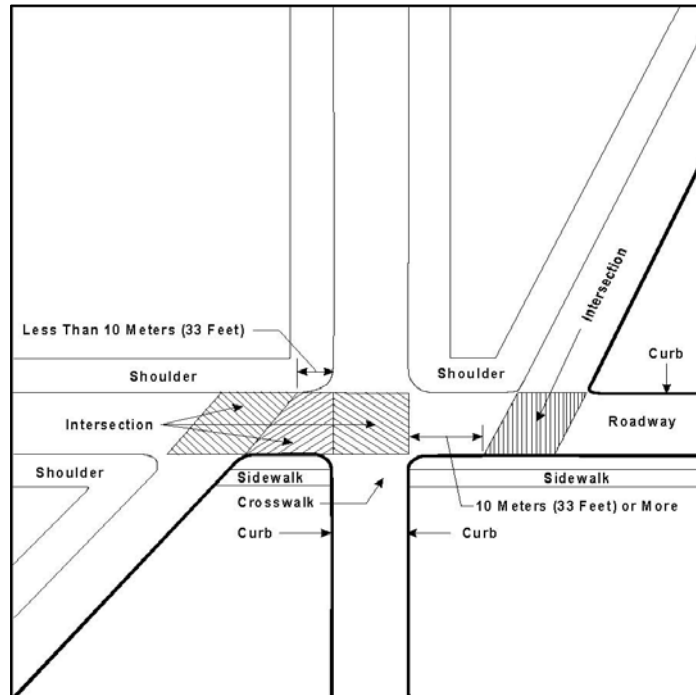 Intersection
Less Than 10 Meters (33 Feet)
Curb
Shoulder
Shoulder
Roadway
Intersection
Shoulder
Sidewalk
Sidewalk
Crosswalk
10 Meters (33 Feet) or More
Curb
Curb